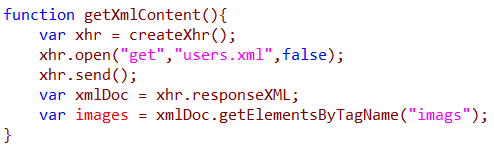 function getXmlContent(){
    var xhr = createXhr();
    xhr.open("get","users.xml",false);
    xhr.send();
    var xmlDoc = xhr.responseXML;
    var images = xmlDoc.getElementsByTagName("imags");
}